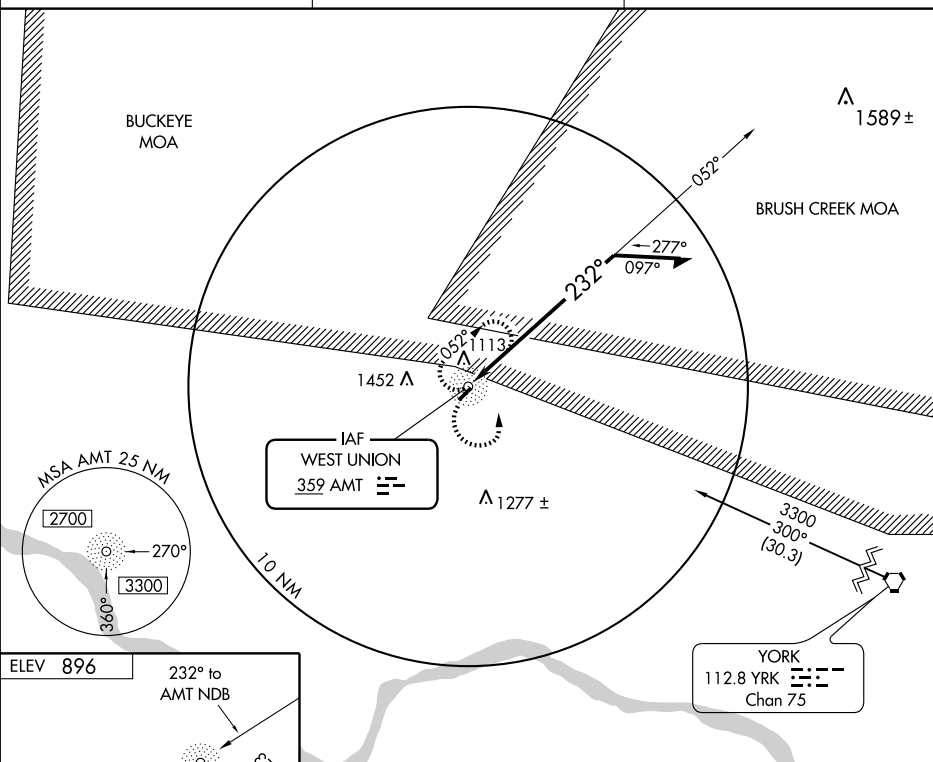 BUCKEYE
MOA
1589 ±
052°
BRUSH CREEK MOA
277°
097°
232°
052°
1113
1452
IAF
WEST UNION
359 AMT
1277 ±
MSA AMT 25 NM
2700
270°
3300
360°
10 NM
3300
300°
(30.3)
YORK
112.8 YRK
Chan 75
ELEV 896
232° to
AMT NDB